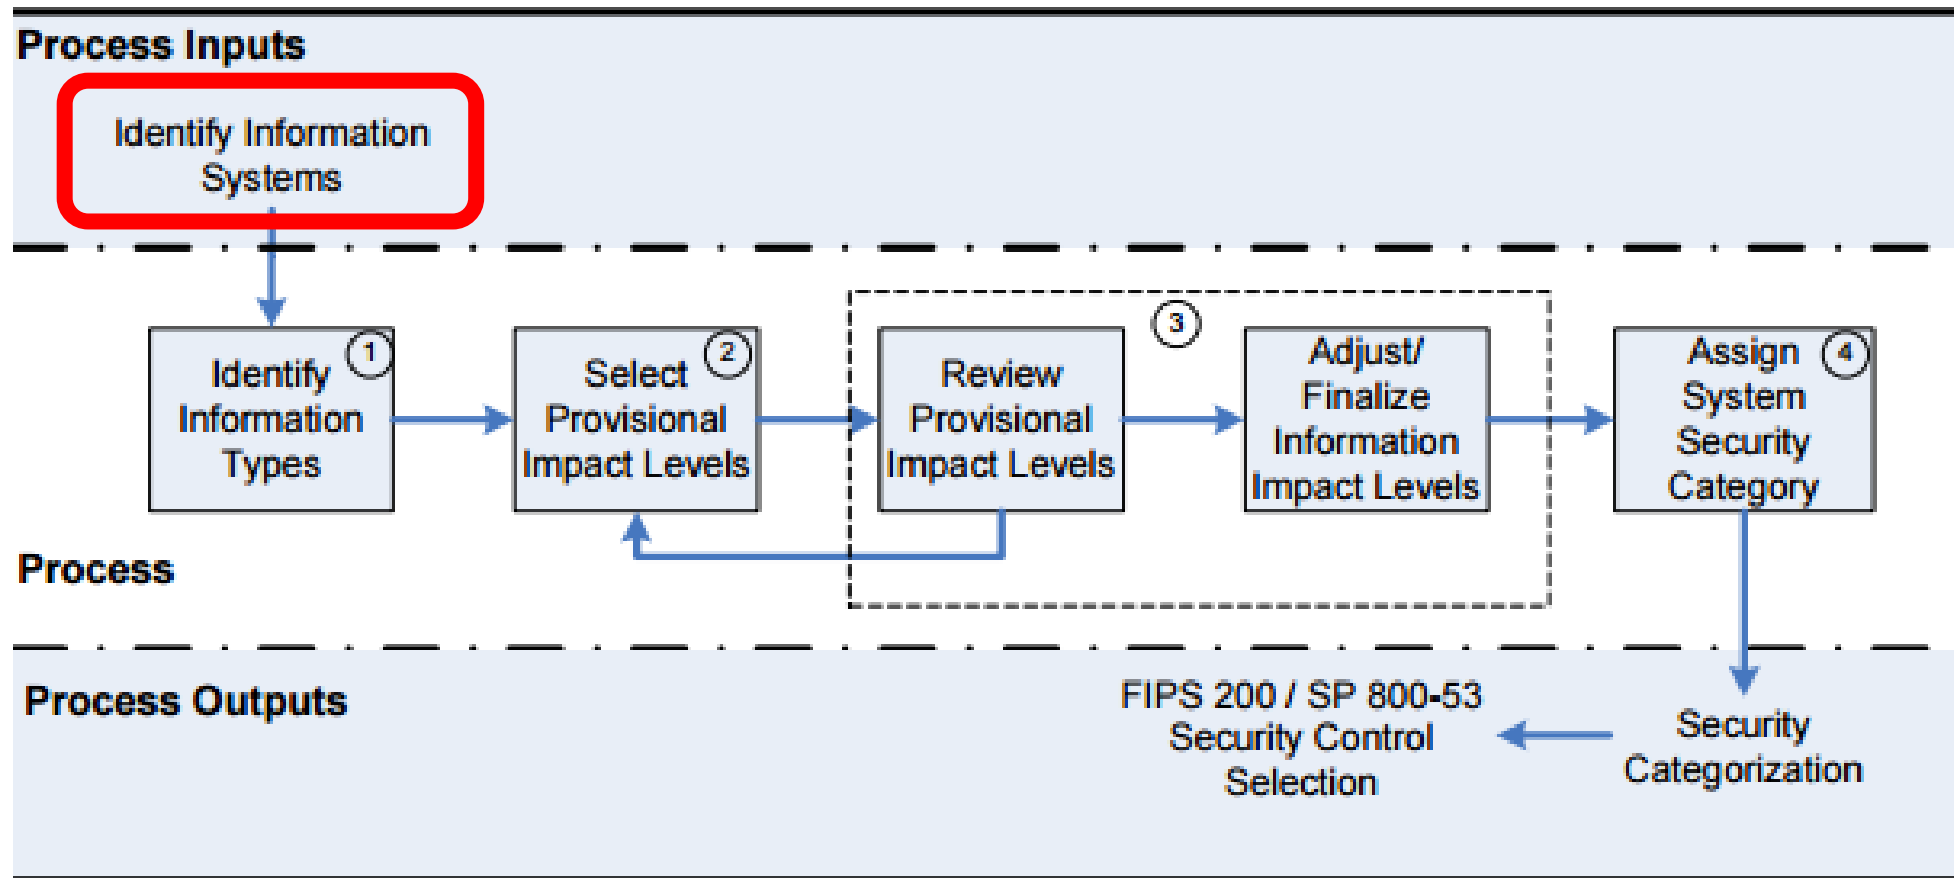 Process Inputs
Identify Information
Systems
Identify
Information
Types
1
Select
Provisional
Impact Levels
2
Review
Provisional
Impact Levels
3
Adjust/
Finalize
Information
Impact Levels
Assign
System
Security
Category
4
Process
Process Outputs
FIPS 200 / SP 800-53
Security Control
Selection
Security
Categorization